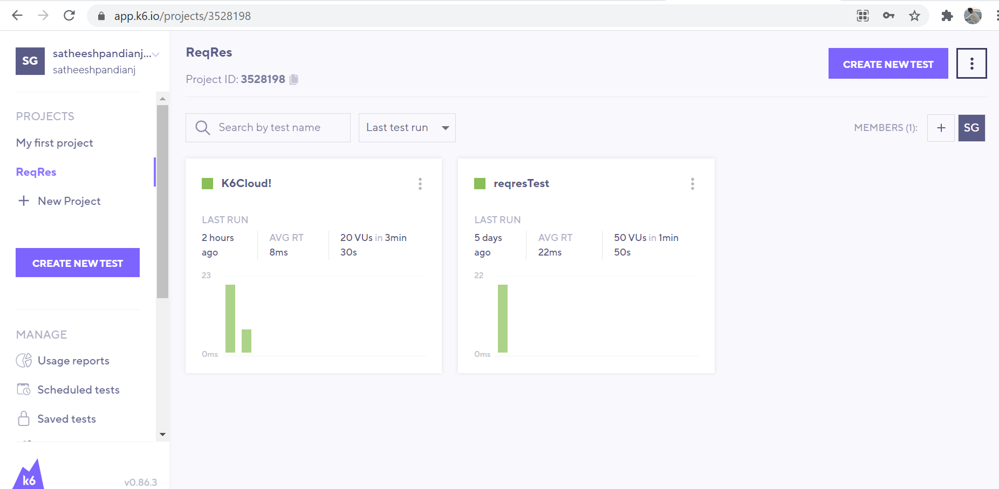 app.k6.io/projects/3528198
SG
satheeshpandianj...
satheeshpandianj
PROJECTS
My first project
ReqRes
New Project
CREATE NEW TEST
MANAGE
Usage reports
Scheduled tests
Saved tests
k6
v0.86.3
ReqRes
Project ID: 3528198
CREATE NEW TEST
Search by test name
Last test run
MEMBERS (1):
+
SG
K6Cloud!
LAST RUN
2 hours ago
AVG RT
8ms
20 VUs in 3min
30s
23
0ms
reqresTest
LAST RUN
5 days ago
AVG RT
22ms
50 VUs in 1min
50s
22
0ms